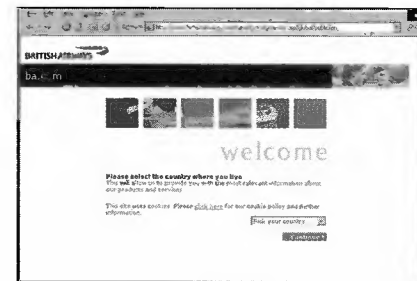 BRITISH AIRWAYS
welcome
Please select the country where you live
This will allow us to provide you with the most relevant information about
our products and services
This site uses cookies. Please click here for our cookie policy and further
information.
Pick your country
Continue